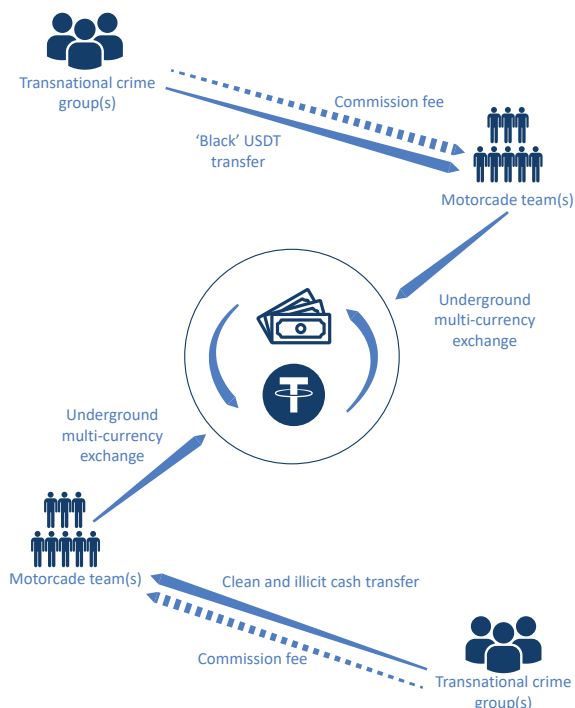 Transnational crime
group(s)
Commission fee
‘Black’ USDT
transfer
Motorcade team(s)
Underground
multi-currency
exchange
Underground
multi-currency
exchange
Motorcade team(s)
Clean and illicit cash transfer
Commission fee
Transnational crime
group(s)